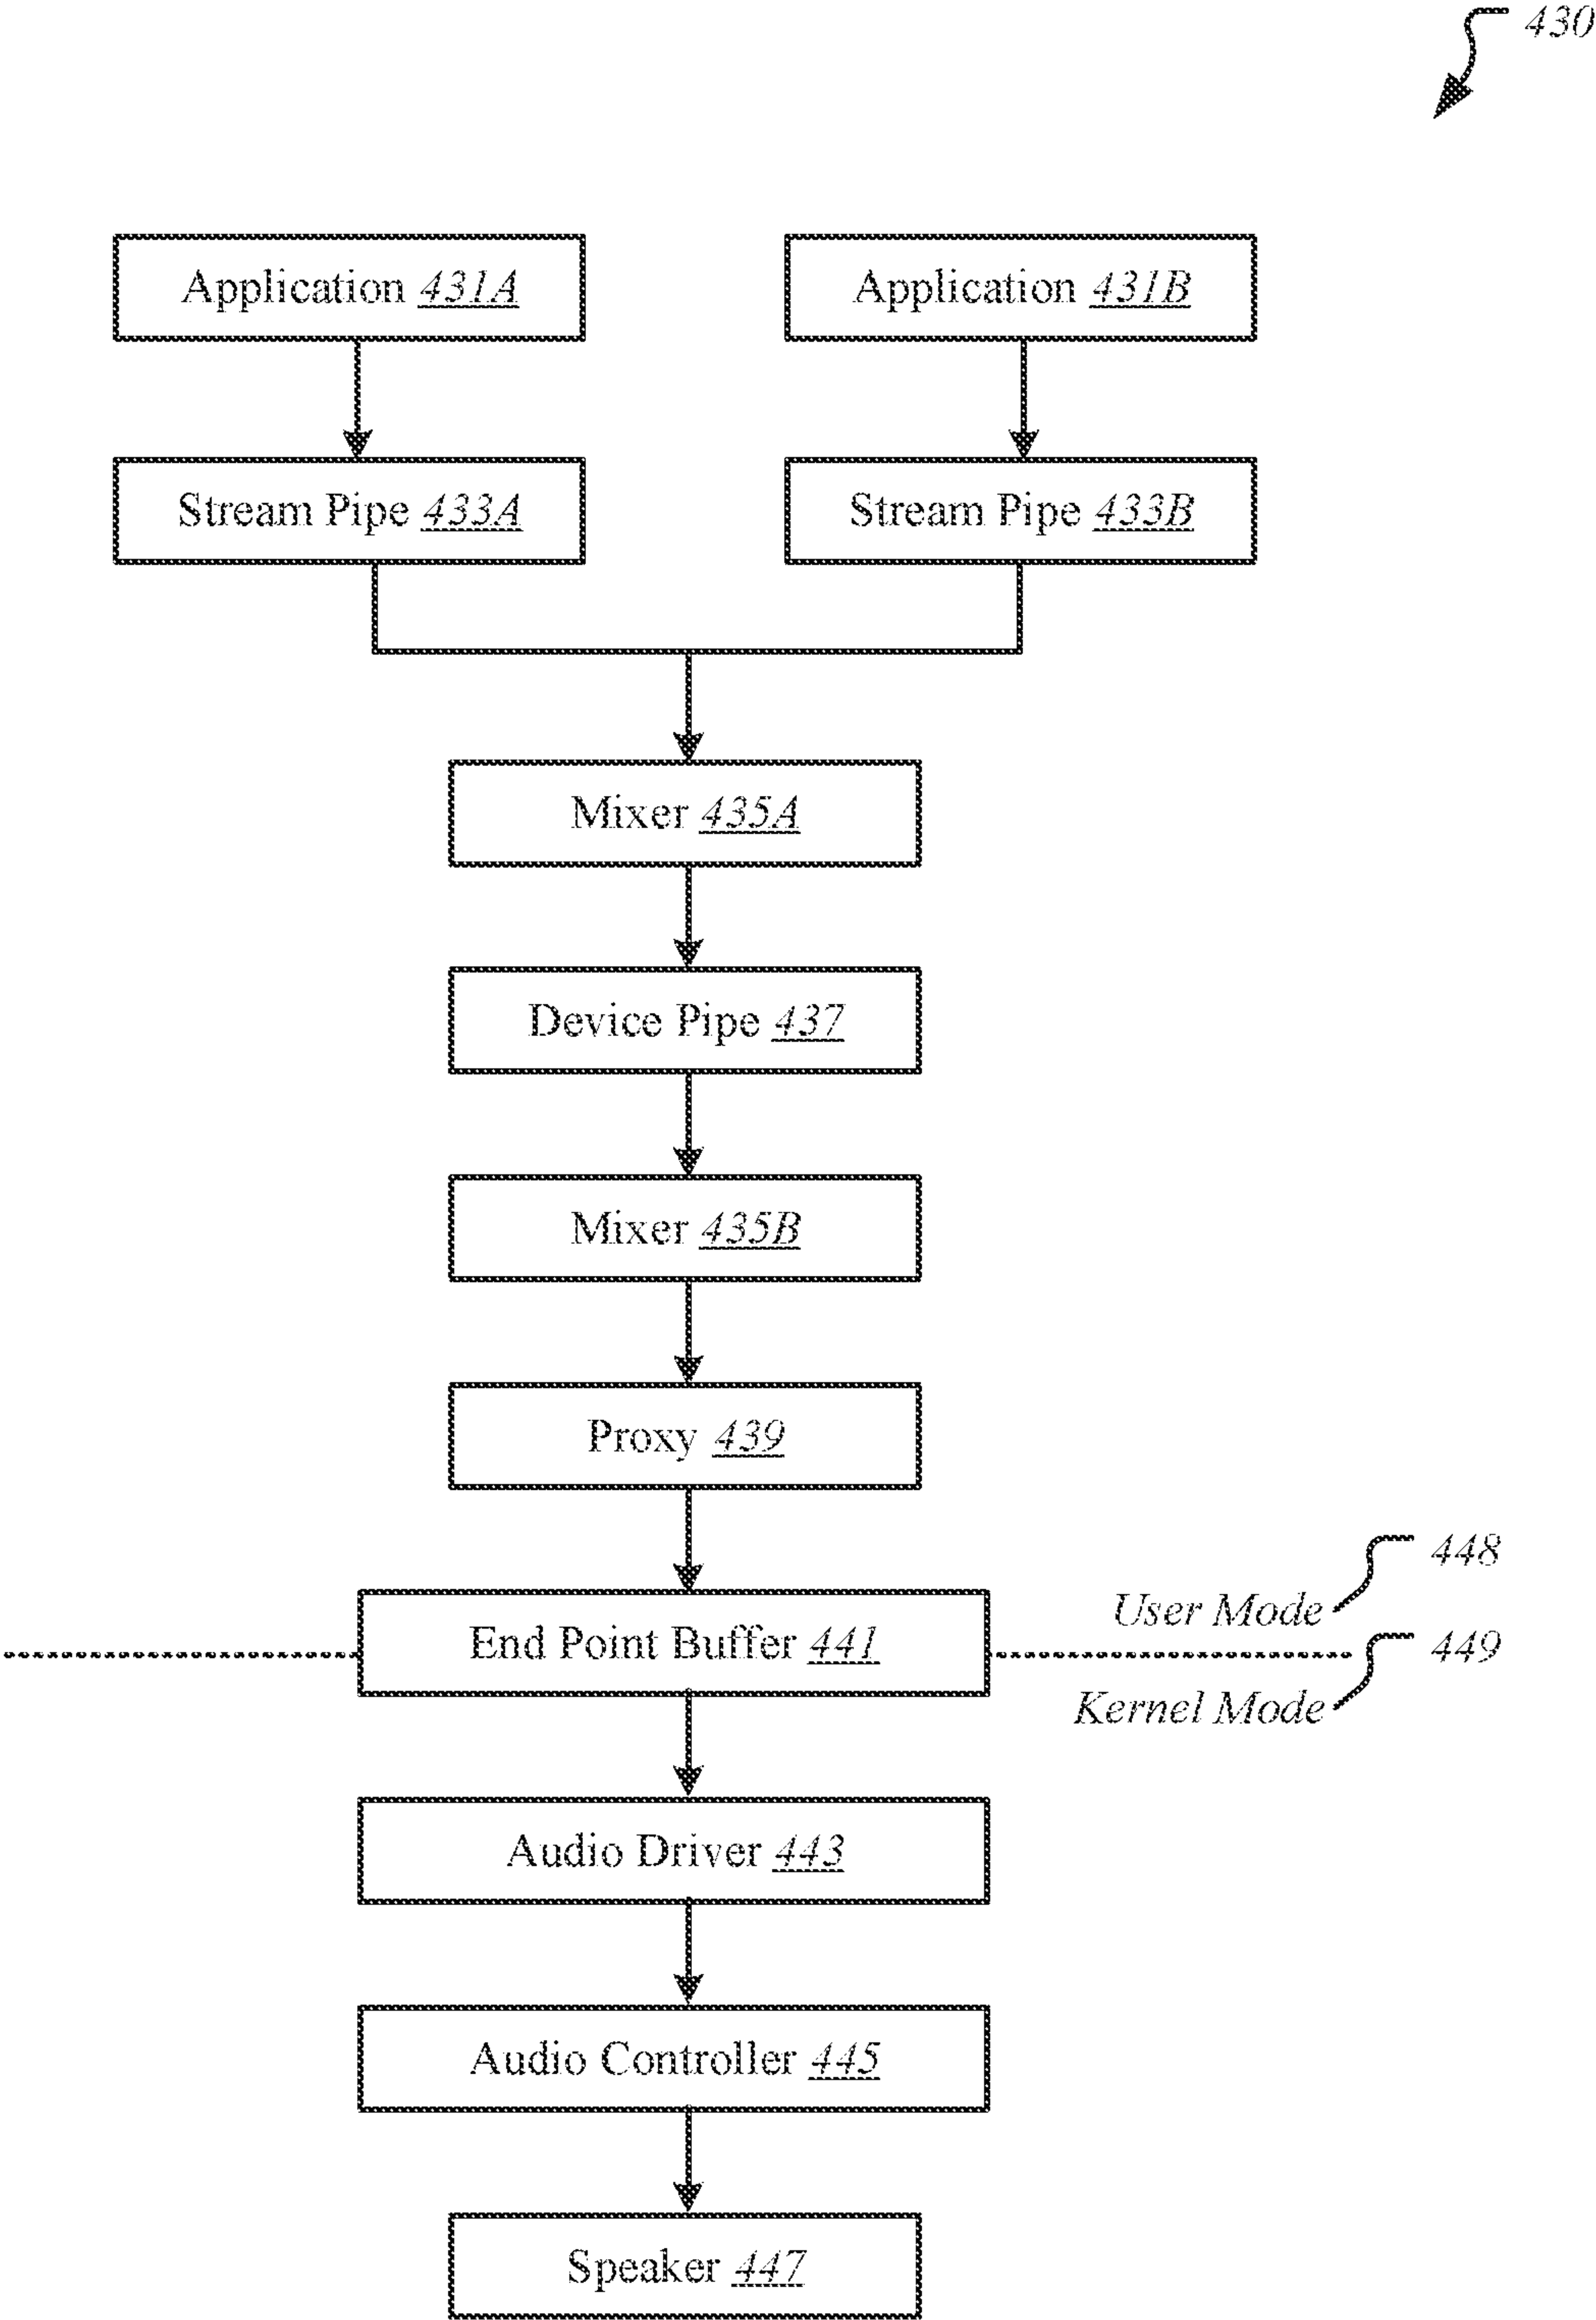 430
Application 431A
Application 431B
Stream Pipe 433A
Stream Pipe 433B
Mixer 435A
Device Pipe 437
Mixer 435B
Proxy 439
448
User Mode
End Point Buffer 441
449
Kernel Mode
Audio Driver 443
Audio Controller 445
Speaker 447